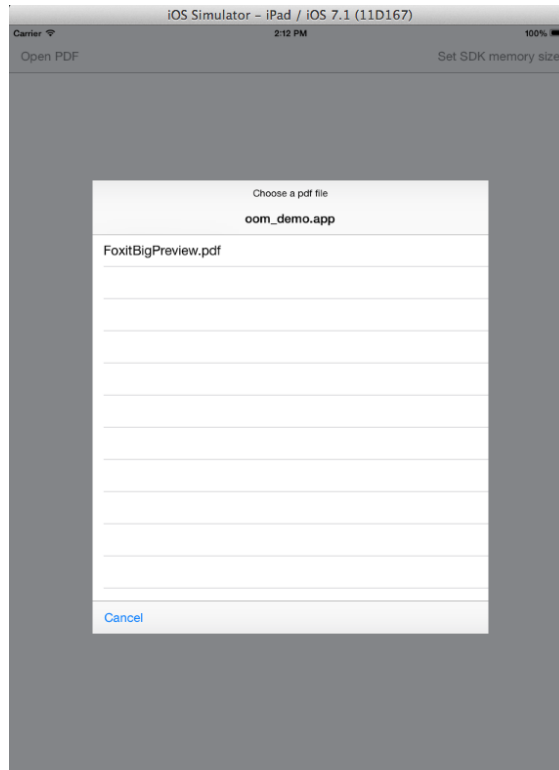 iOS Simulator – iPad / iOS 7.1 (11D167)
Carrier 2:12 PM 100%
Open PDF Set SDK memory size
Choose a pdf file
oom_demo.app
FoxitBigPreview.pdf
Cancel